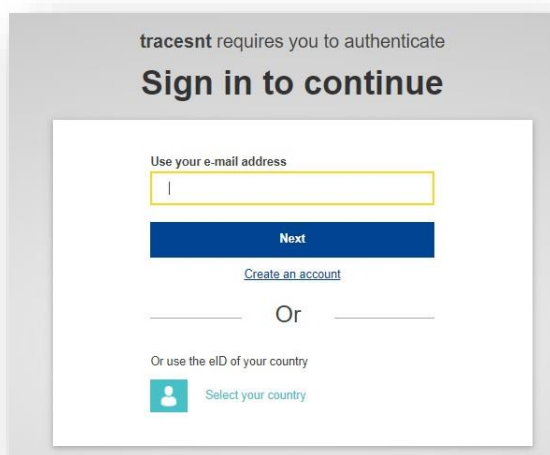 tracesnt requires you to authenticate
Sign in to continue
Use your e-mail address
Next
Create an account
Or
Or use the eID of your country
Select your country